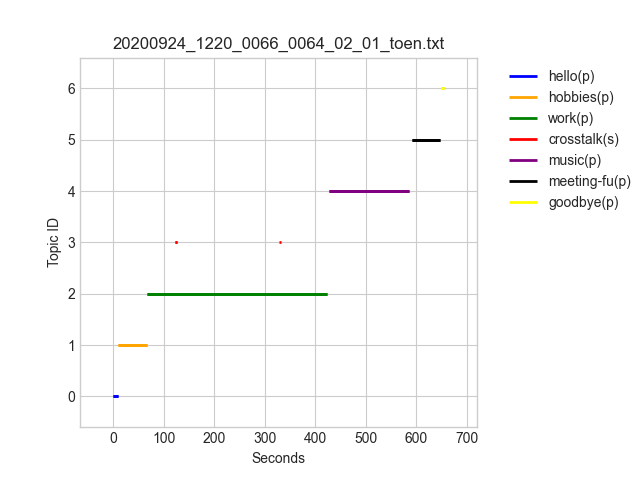 20200924_1220_0066_0064_02_01_toen.txt
hello(p)
hobbies(p)
work(p)
crosstalk(s)
music(p)
meeting-fu(p)
goodbye(p)
Topic ID
6
5
4
3
2
1
0
0 100 200 300 400 500 600 700
Seconds